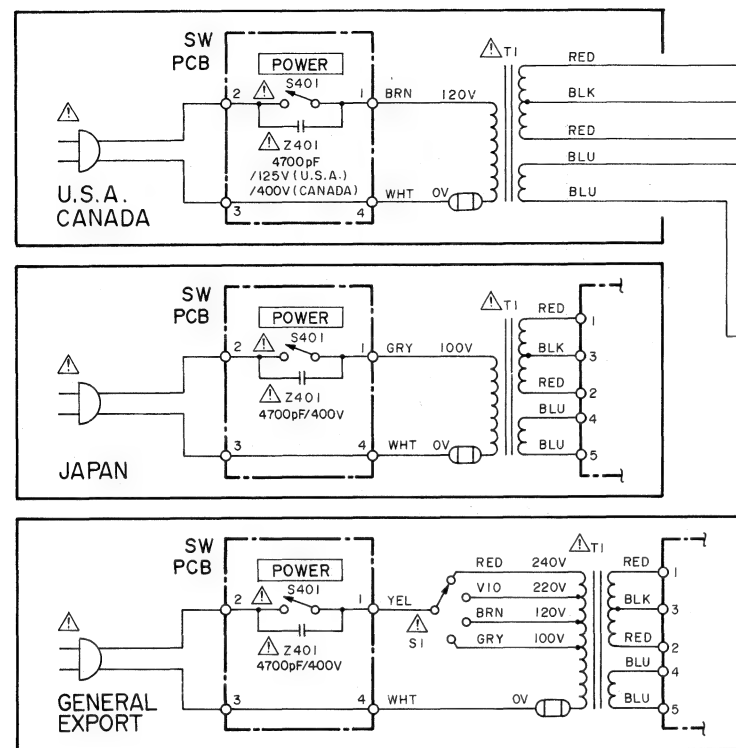 SW
PCB
POWER
S401
2
1
BRN
120V
T1
RED
BLK
RED
BLU
BLU
Z401
4700pF
/125V(U.S.A.)
/400V(CANADA)
U.S.A.
CANADA
3
4
WHT
0V
SW
PCB
POWER
S401
2
1
GRY
100V
T1
RED
1
BLK
3
RED
2
BLU
4
BLU
5
Z401
4700pF/400V
3
4
WHT
0V
JAPAN
SW
PCB
POWER
S401
2
1
YEL
S1
RED
240V
VIO
220V
BRN
120V
GRY
100V
T1
RED
1
BLK
3
RED
2
BLU
4
BLU
5
Z401
4700pF/400V
3
4
WHT
0V
GENERAL
EXPORT